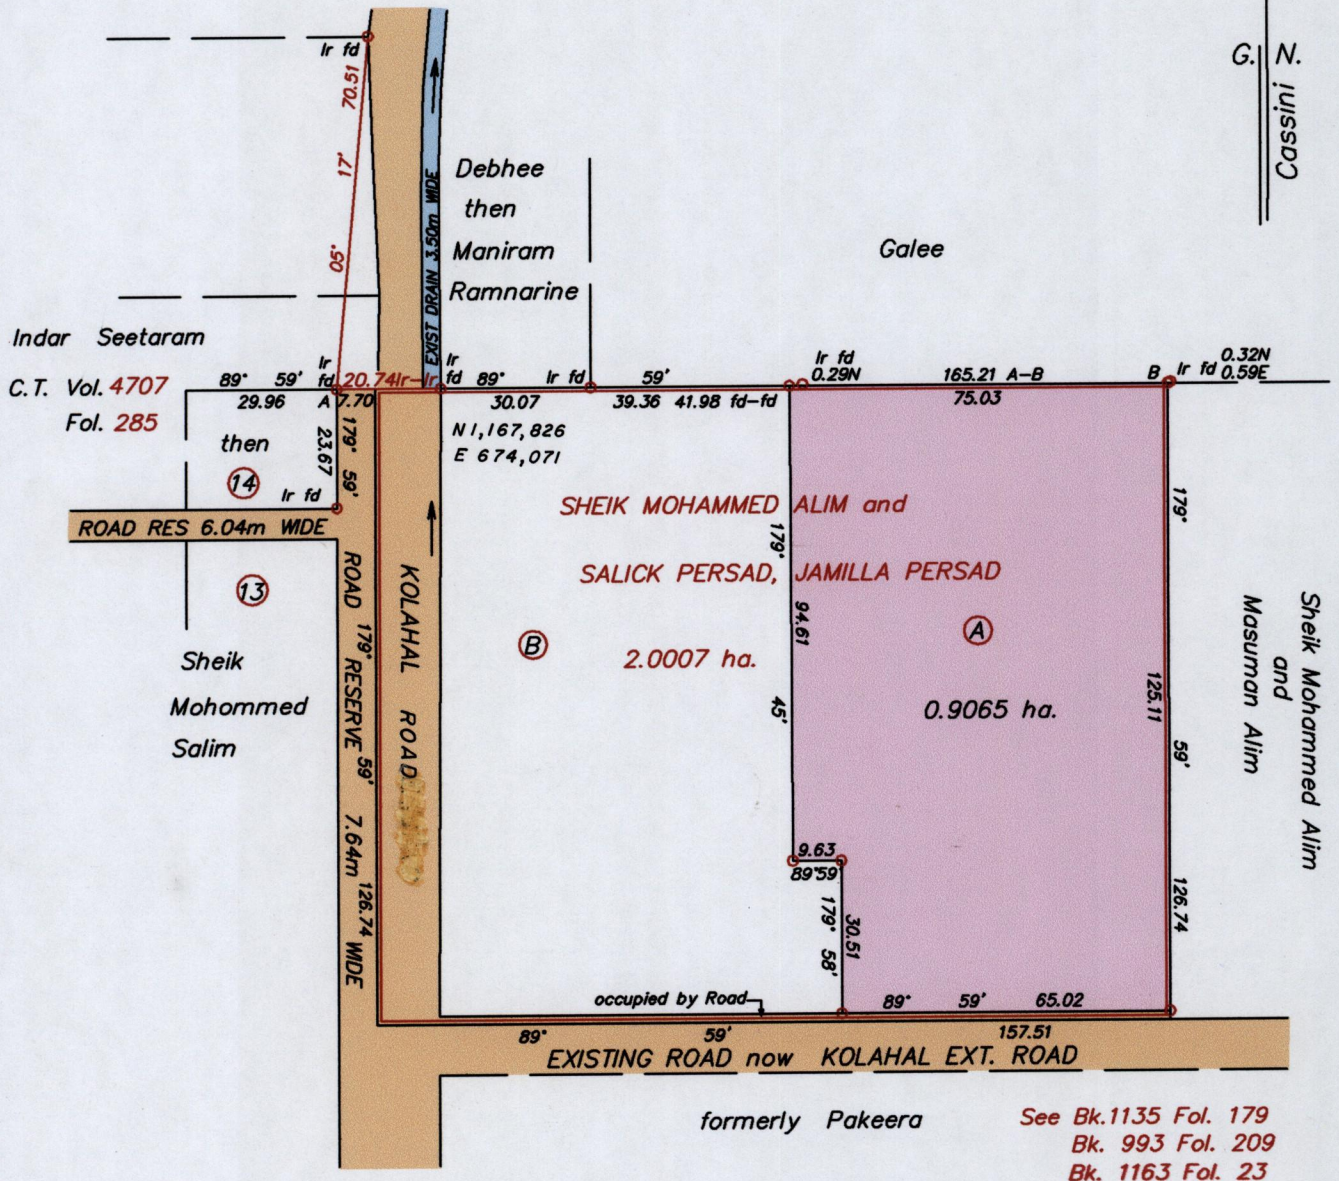 G. N.
Cassini
Ir fd
70.51
17'
05'
EXIST DRAIN 3.50m WIDE
Debhee
then
Maniram
Ramnarine
Galee
Indar Seetaram
C.T. Vol. 4707
Fol. 285
then
14
89° 59'
29.96
Ir fd
A 7.70
20.74 Ir-Ir
Ir fd
89° 59'
30.07
Ir fd
39.36 41.98 fd-fd
Ir fd
0.29N
165.21 A-B
75.03
B Ir fd 0.32N
0.59E
N 1,167,826
E 674,071
179° 59'
23.67
Ir fd
ROAD RES 6.04m WIDE
13
Sheik
Mohommed
Salim
ROAD RESERVE 7.64m WIDE
179° 59' 126.74
KOLAHAL ROAD
SHEIK MOHAMMED ALIM and
SALICK PERSAD, JAMILLA PERSAD
B
2.0007 ha.
A
0.9065 ha.
179° 45'
94.61
9.63
89°59'
179° 58'
30.51
179° 59'
125.11
126.74
Sheik Mohammed Alim
and
Masuman Alim
occupied by Road
89° 59' 65.02
89° 59' 157.51
EXISTING ROAD now KOLAHAL EXT. ROAD
formerly Pakeera
See Bk.1135 Fol. 179
Bk. 993 Fol. 209
Bk. 1163 Fol. 23